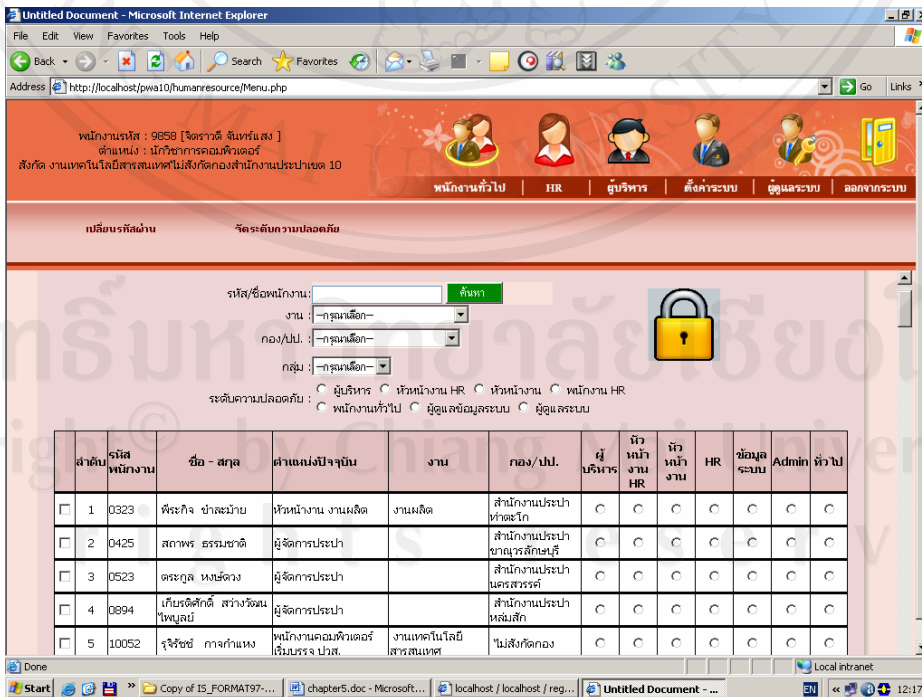 Untitled Document - Microsoft Internet Explorer
File Edit View Favorites Tools Help
Back Search Favorites
Address http://localhost/pwa10/humanresource/Menu.php Go Links
พนักงานรหัส : 9858 [จิตราวดี จันทร์แสง ]
ตำแหน่ง : นักวิชาการคอมพิวเตอร์
สังกัด งานเทคโนโลยีสารสนเทศไม่สังกัดกองสำนักงานประปาเขต 10
พนักงานทั่วไป | HR | ผู้บริหาร | ตั้งค่าระบบ | ผู้ดูแลระบบ | ออกจากระบบ
เปลี่ยนรหัสผ่าน วัดระดับความปลอดภัย
รหัส/ชื่อพนักงาน: ค้นหา
งาน : --กรุณาเลือก--
กอง/ปป. : --กรุณาเลือก--
กลุ่ม : --กรุณาเลือก--
ระดับความปลอดภัย : ผู้บริหาร หัวหน้างาน HR หัวหน้างาน พนักงาน HR
พนักงานทั่วไป ผู้ดูแลข้อมูลระบบ ผู้ดูแลระบบ
ลำดับ รหัสพนักงาน ชื่อ - สกุล ตำแหน่งปัจจุบัน งาน กอง/ปป. ผู้บริหาร หัวหน้างาน HR หัวหน้างาน HR ข้อมูลระบบ Admin ทั่วไป
1 0323 พีระกิจ ขำละม้าย หัวหน้างาน งานผลิต งานผลิต สำนักงานประปาท่าตะโก
2 0425 สถาพร ธรรมชาติ ผู้จัดการประปา สำนักงานประปาขาณุวรลักษบุรี
3 0523 ตระกูล หงษ์ดวง ผู้จัดการประปา สำนักงานประปานครสวรรค์
4 0894 เกียรติศักดิ์ สว่างวัฒนไพบูลย์ ผู้จัดการประปา สำนักงานประปาหล่มสัก
5 10052 รุจิรัชช์ กาจกำแหง พนักงานคอมพิวเตอร์เริ่มบรรจุ ปวส. งานเทคโนโลยีสารสนเทศ ไม่สังกัดกอง
Done Local intranet
Start Copy of IS_FORMAT97-... chapter5.doc - Microsoft... localhost / localhost / reg... Untitled Document - ... EN 12:17
by Chiang Mai